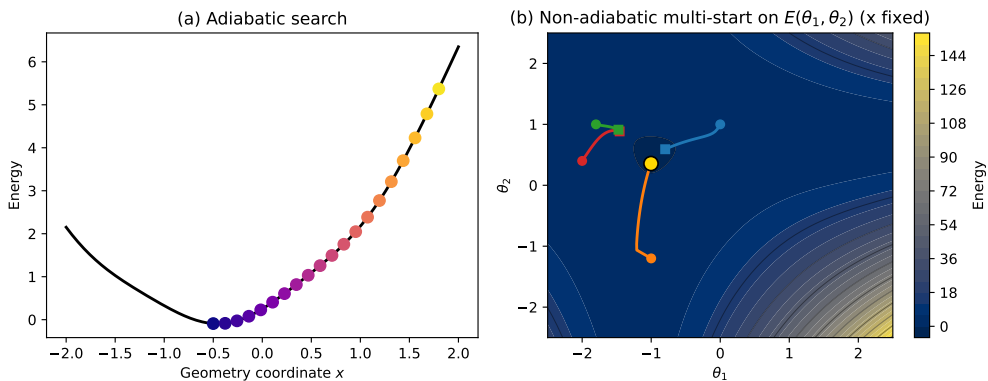 (a) Adiabatic search
Energy
6
5
4
3
2
1
0
−2.0 −1.5 −1.0 −0.5 0.0 0.5 1.0 1.5 2.0
Geometry coordinate x
(b) Non-adiabatic multi-start on E(θ₁, θ₂) (x fixed)
θ₂
2
1
0
−1
−2
−2 −1 0 1 2
θ₁
144
126
108
90
72
54
36
18
0
Energy